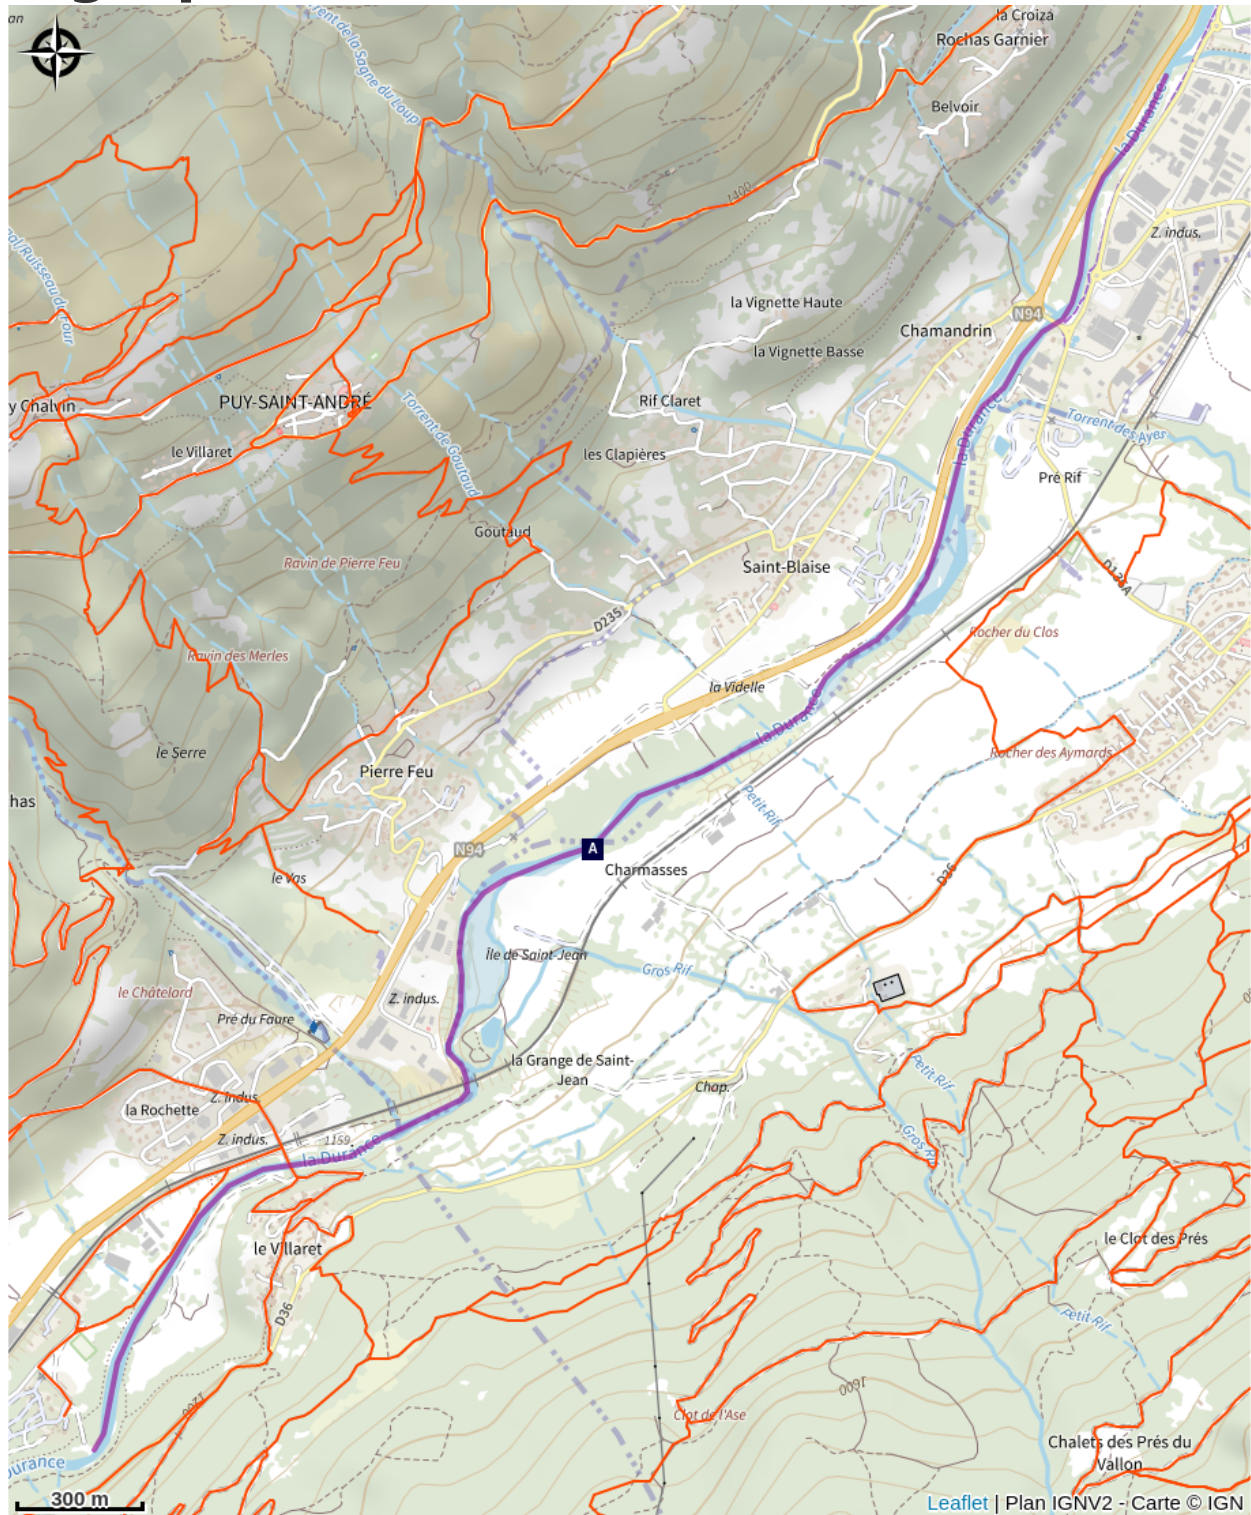 la Croiza
Rochas Garnier
Torrent de la Sagne du Loup
Belvoir
la Durance
1400
Z. indus.
la Vignette Haute
N94
Chamandrin
la Vignette Basse
y Chalvin
PUY-SAINT-ANDRÉ
Rif Claret
la Durance
Torrent des Ayes
Torrent de Goutaud
le Villaret
les Clapières
Pré Rif
Goutaud
Ravin de Pierre Feu
Saint-Blaise
D136A
D235
Rocher du Clos
Ravin des Merles
la Videlle
la Durance
le Serre
Rocher des Aymards
Pierre Feu
has
Petit Rif
N94
A
Charmasses
D36
le Vas
Île de Saint-Jean
Gros Rif
le Châtelard
Z. indus.
Pré du Faure
la Grange de Saint-
Jean
Petit Rif
Chap.
Z. indus.
la Rochette
Z. indus.
1159
Gros Rif
la Durance
le Villaret
le Clot des Prés
D36
Petit Rif
1600
1200
Clot de l'Ase
Chalets des Prés du
Vallon
Durance
300 m
Leaflet | Plan IGNV2 - Carte © IGN